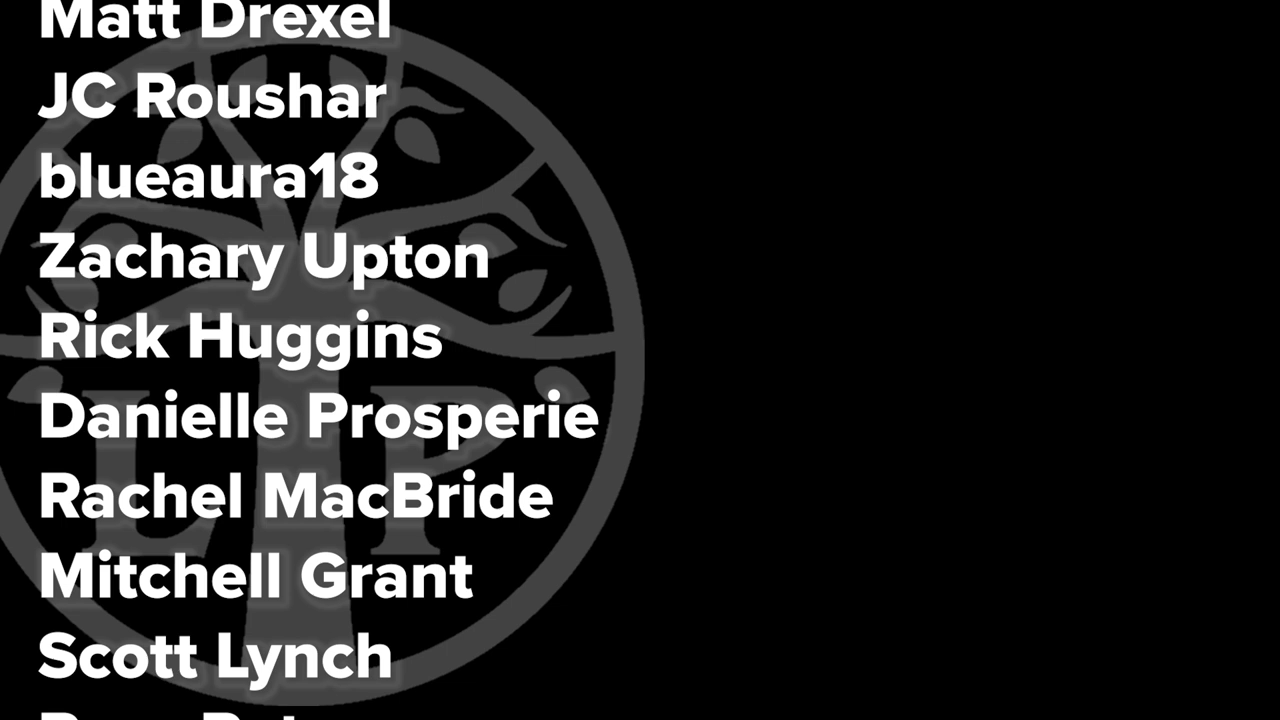 Matt Drexel
JC Roushar
blueaura18
Zachary Upton
Rick Huggins
Danielle Prosperie
Rachel MacBride
Mitchell Grant
Scott Lynch
L P